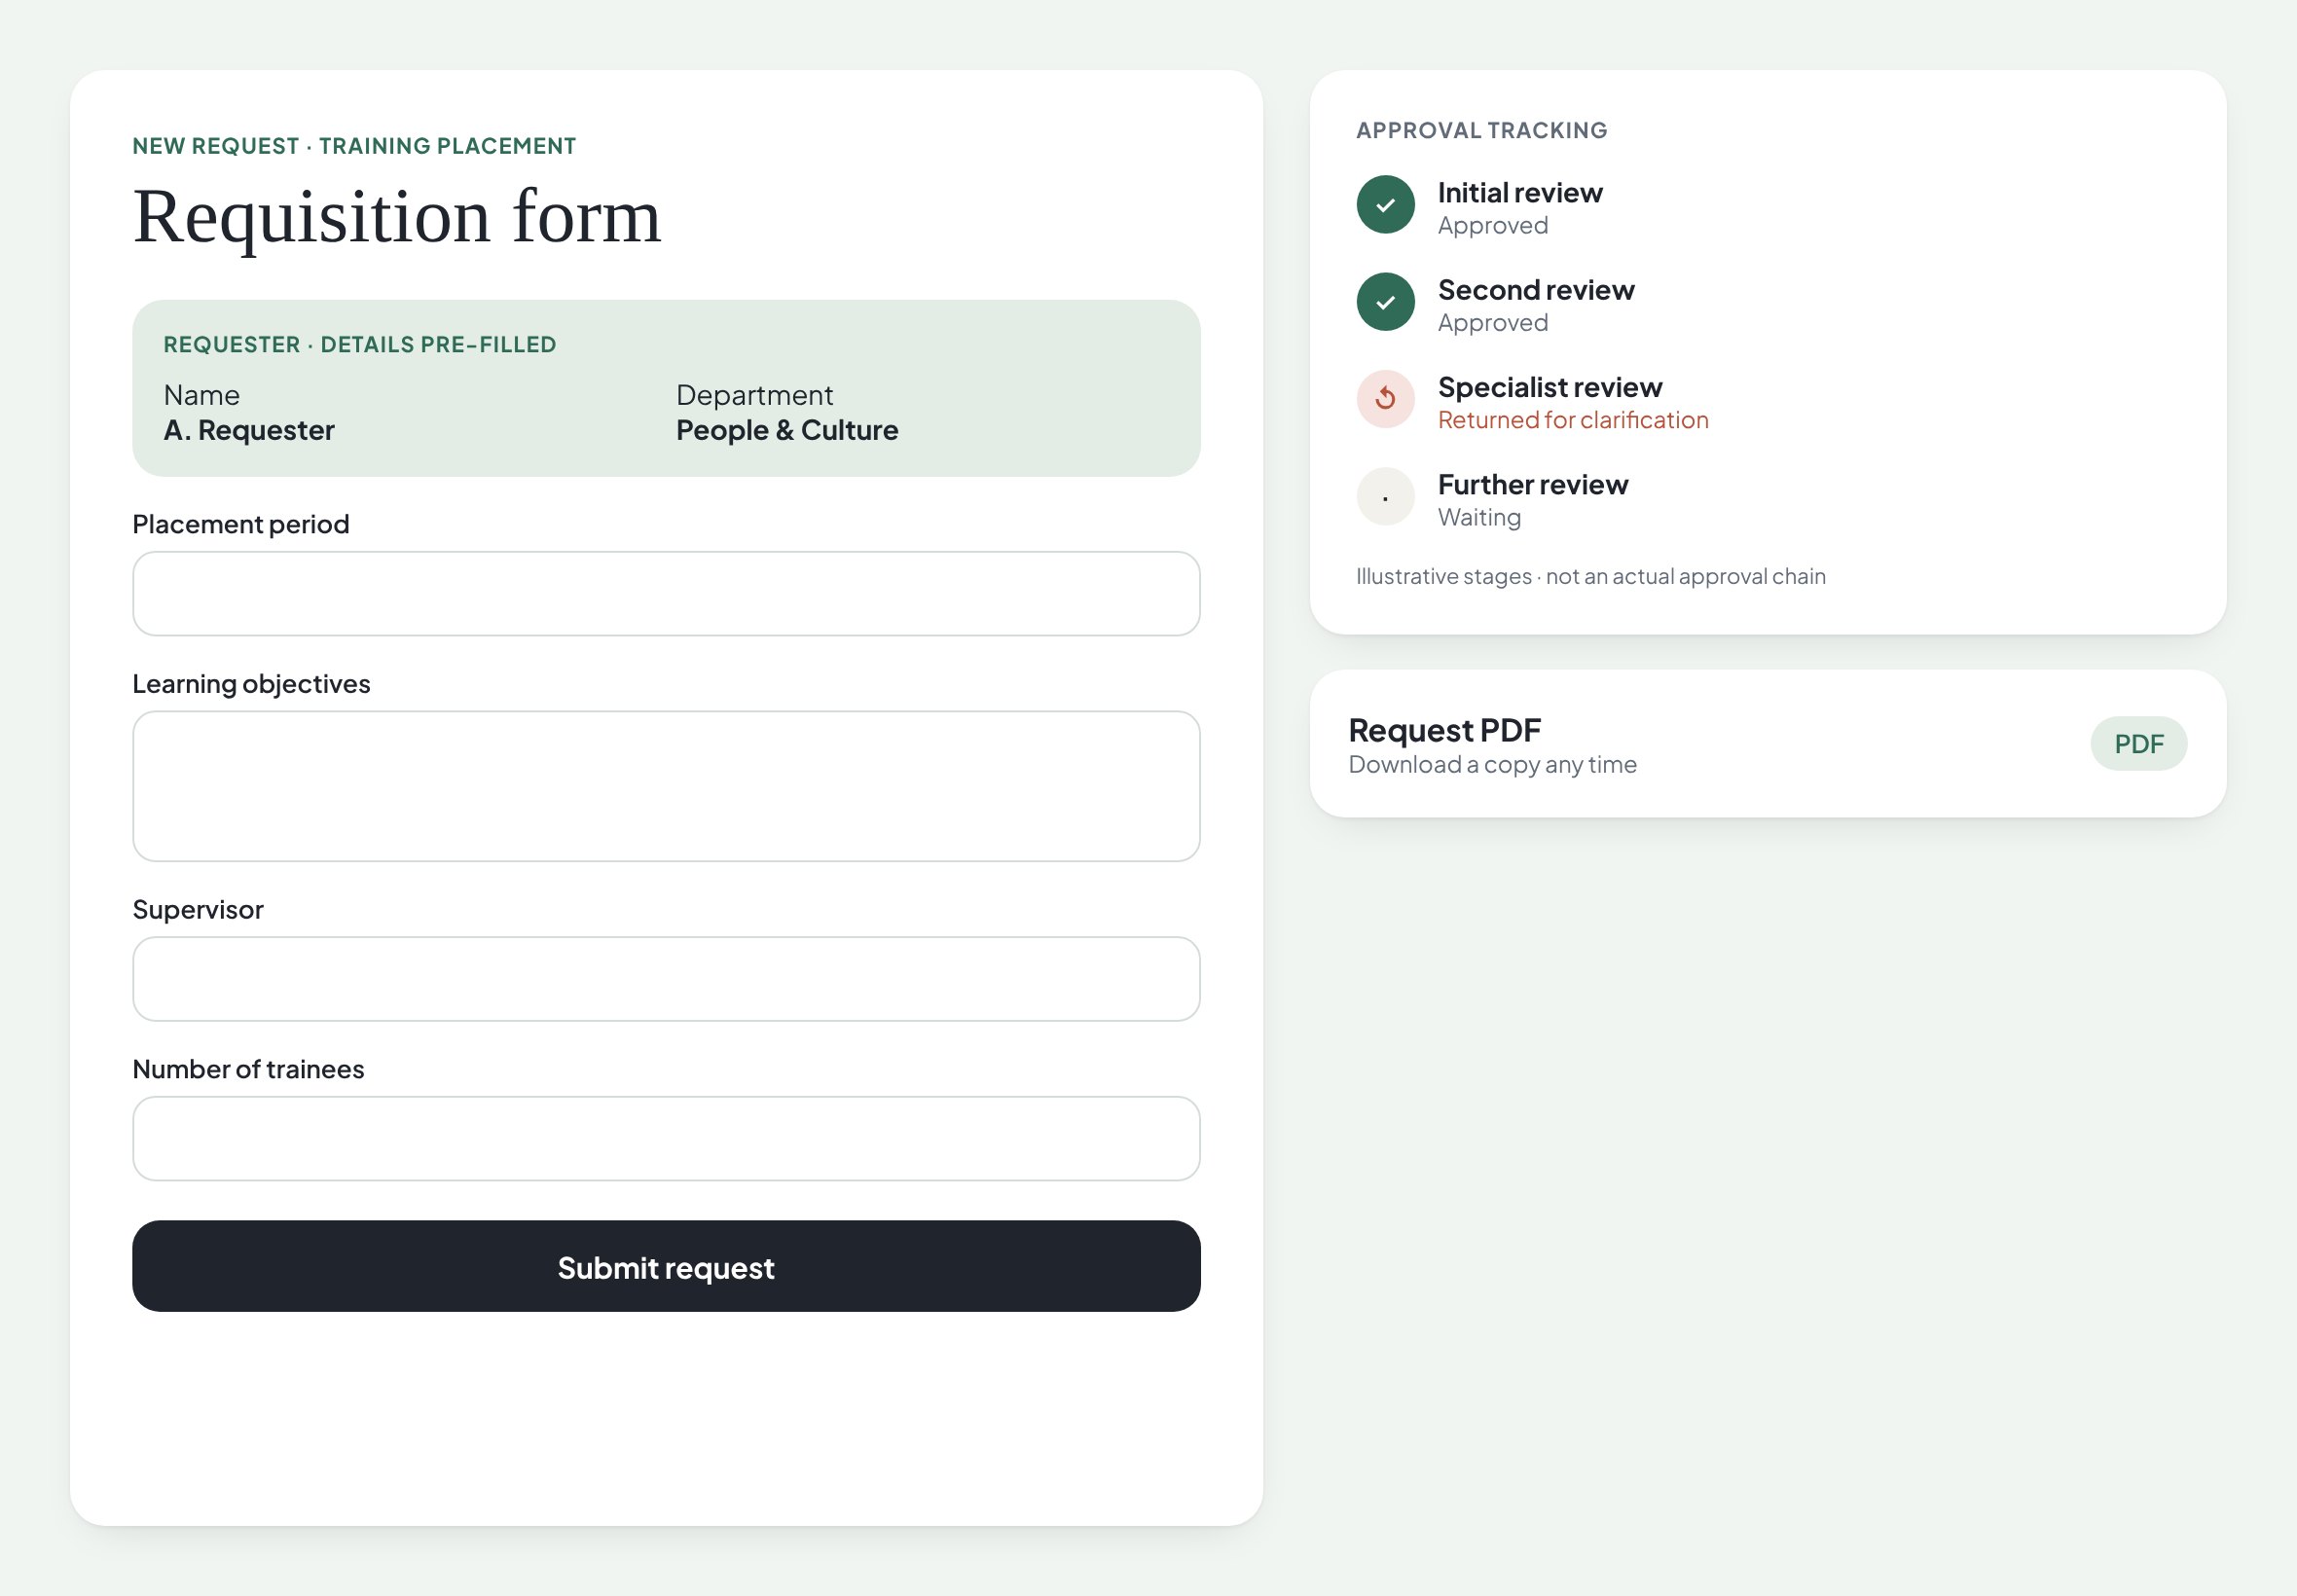 NEW REQUEST · TRAINING PLACEMENT
Requisition form
REQUESTER · DETAILS PRE-FILLED
Name
A. Requester
Department
People & Culture
Placement period
Learning objectives
Supervisor
Number of trainees
Submit request
APPROVAL TRACKING
Initial review
Approved
Second review
Approved
Specialist review
Returned for clarification
Further review
Waiting
Illustrative stages · not an actual approval chain
Request PDF
Download a copy any time
PDF